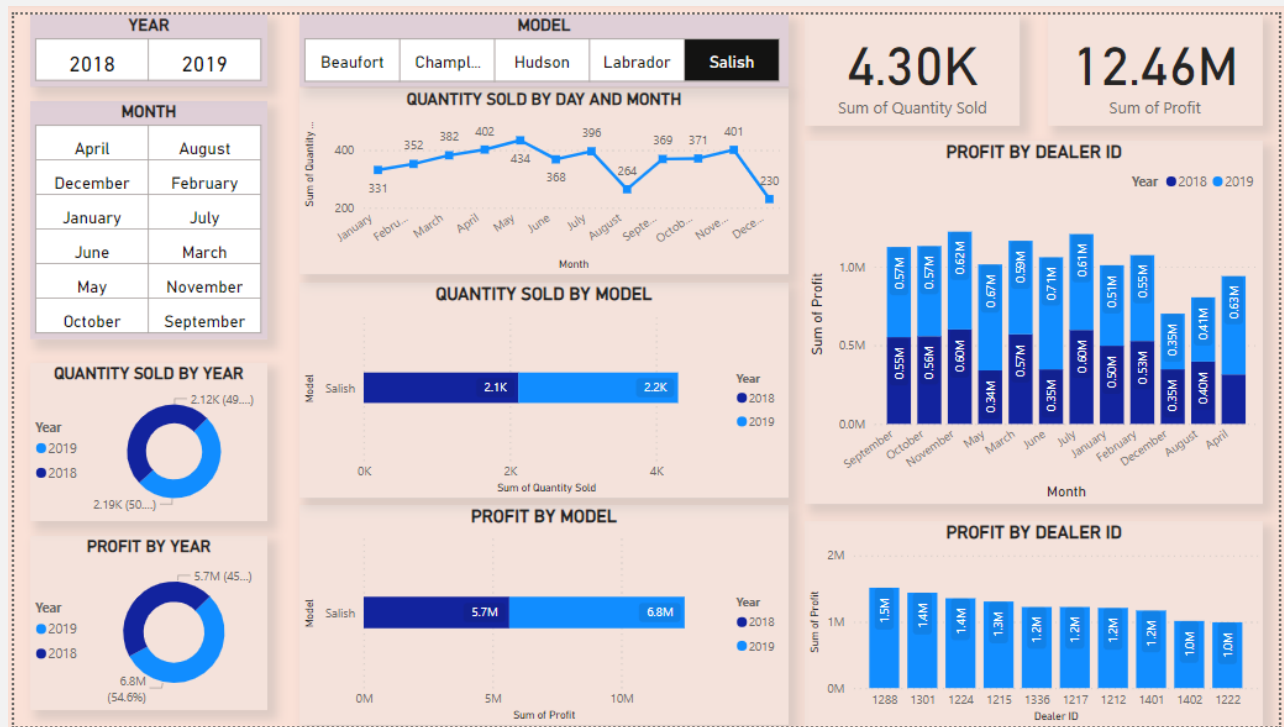 YEAR
2018 2019
MONTH
April August
December February
January July
June March
May November
October September
QUANTITY SOLD BY YEAR
2.12K (49....)
Year
2019
2018
2.19K (50....)
PROFIT BY YEAR
5.7M (45...)
Year
2019
2018
6.8M
(54.6%)
MODEL
Beaufort Champl... Hudson Labrador Salish
QUANTITY SOLD BY DAY AND MONTH
Sum of Quantity ...
400
200
331 352 382 402 434 368 396 264 369 371 401 230
January Febru... March April May June July August Septe... Octob... Nove... Dece...
Month
QUANTITY SOLD BY MODEL
Model
Salish
2.1K 2.2K
Year
2018
2019
0K 2K 4K
Sum of Quantity Sold
PROFIT BY MODEL
Model
Salish
5.7M 6.8M
Year
2018
2019
0M 5M 10M
Sum of Profit
4.30K
Sum of Quantity Sold
12.46M
Sum of Profit
PROFIT BY DEALER ID
Year 2018 2019
Sum of Profit
1.0M
0.5M
0.0M
0.57M 0.57M 0.62M 0.67M 0.59M 0.71M 0.61M 0.51M 0.55M 0.35M 0.41M 0.63M
0.55M 0.56M 0.60M 0.34M 0.57M 0.35M 0.60M 0.50M 0.53M 0.35M 0.40M
September October November May March June July January February December August April
Month
PROFIT BY DEALER ID
Sum of Profit
2M
1M
0M
1.5M 1.4M 1.4M 1.3M 1.2M 1.2M 1.2M 1.2M 1.0M 1.0M
1288 1301 1224 1215 1336 1217 1212 1401 1402 1222
Dealer ID